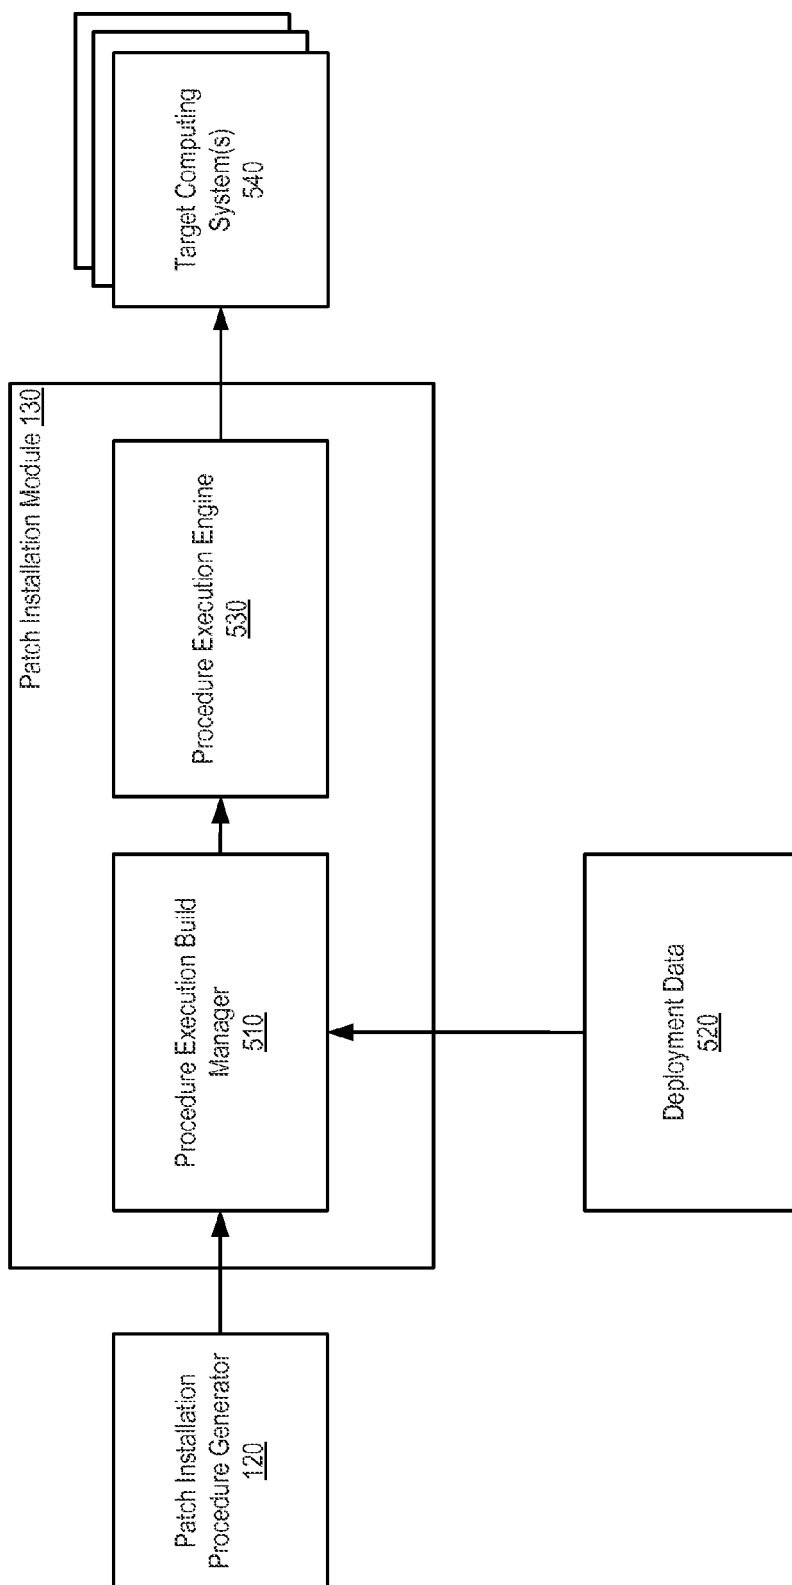 Patch Installation Module 130
Patch Installation
Procedure Generator
120
Procedure Execution Build
Manager
510
Procedure Execution Engine
530
Target Computing
System(s)
540
Deployment Data
520